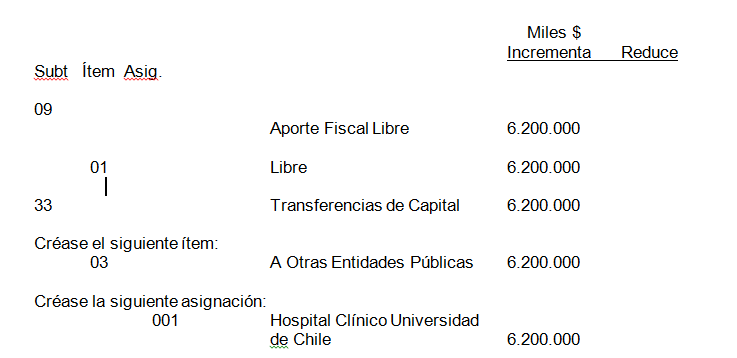 Miles $
Incrementa Reduce
Subt Ítem Asig.
09
Aporte Fiscal Libre 6.200.000
01 Libre 6.200.000
33 Transferencias de Capital 6.200.000
Créase el siguiente ítem:
03 A Otras Entidades Públicas 6.200.000
Créase la siguiente asignación:
001 Hospital Clínico Universidad
de Chile 6.200.000